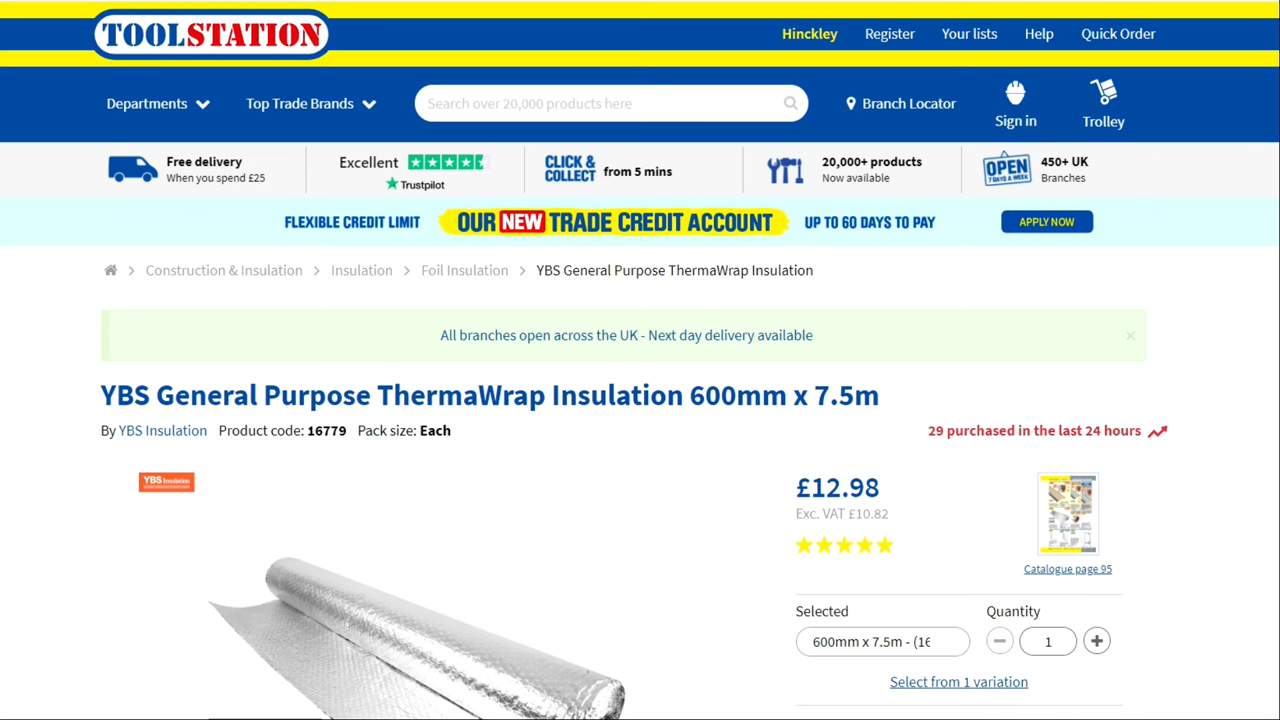 TOOLSTATION
Hinckley Register Your lists Help Quick Order
Departments Top Trade Brands Search over 20,000 products here Branch Locator Sign in Trolley
Free delivery
When you spend £25
Excellent
Trustpilot
CLICK &
COLLECT
from 5 mins
20,000+ products
Now available
OPEN
7 DAYS A WEEK
450+ UK
Branches
FLEXIBLE CREDIT LIMIT OUR NEW TRADE CREDIT ACCOUNT UP TO 60 DAYS TO PAY APPLY NOW
Construction & Insulation > Insulation > Foil Insulation > YBS General Purpose ThermaWrap Insulation
All branches open across the UK - Next day delivery available ×
YBS General Purpose ThermaWrap Insulation 600mm x 7.5m
By YBS Insulation Product code: 16779 Pack size: Each
29 purchased in the last 24 hours
YBS Insulation
£12.98
Exc. VAT £10.82
Catalogue page 95
Selected Quantity
600mm x 7.5m - (16 1
Select from 1 variation